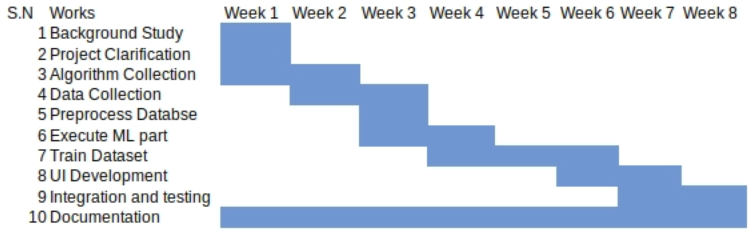 S.N Works Week 1 Week 2 Week 3 Week 4 Week 5 Week 6 Week 7 Week 8
1 Background Study
2 Project Clarification
3 Algorithm Collection
4 Data Collection
5 Preprocess Databse
6 Execute ML part
7 Train Dataset
8 UI Development
9 Integration and testing
10 Documentation